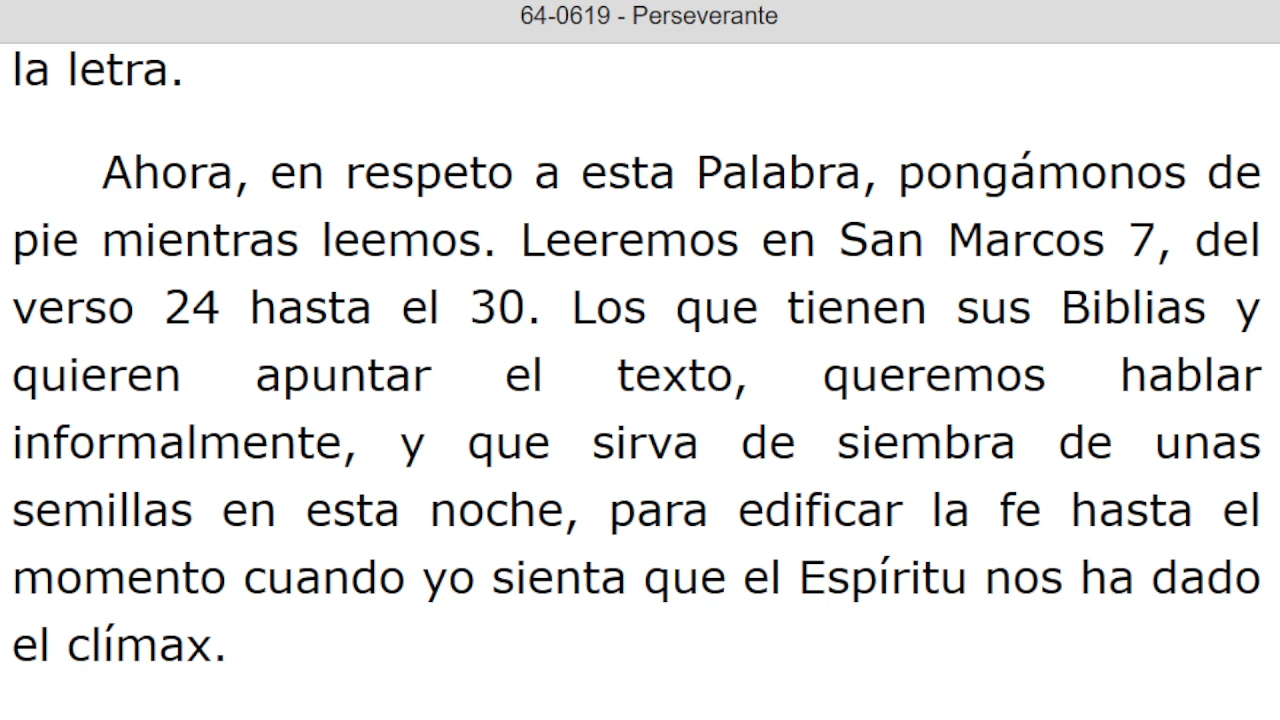 64-0619 - Perseverante
la letra.
Ahora, en respeto a esta Palabra, pongámonos de
pie mientras leemos. Leeremos en San Marcos 7, del
verso 24 hasta el 30. Los que tienen sus Biblias y
quieren apuntar el texto, queremos hablar
informalmente, y que sirva de siembra de unas
semillas en esta noche, para edificar la fe hasta el
momento cuando yo sienta que el Espíritu nos ha dado
el clímax.